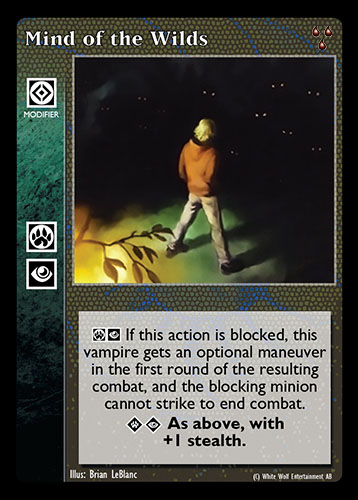 Mind of the Wilds
MODIFIER
If this action is blocked, this
vampire gets an optional maneuver
in the first round of the resulting
combat, and the blocking minion
cannot strike to end combat.
As above, with
+1 stealth.
Illus: Brian LeBlanc
(C) White Wolf Entertainment AB